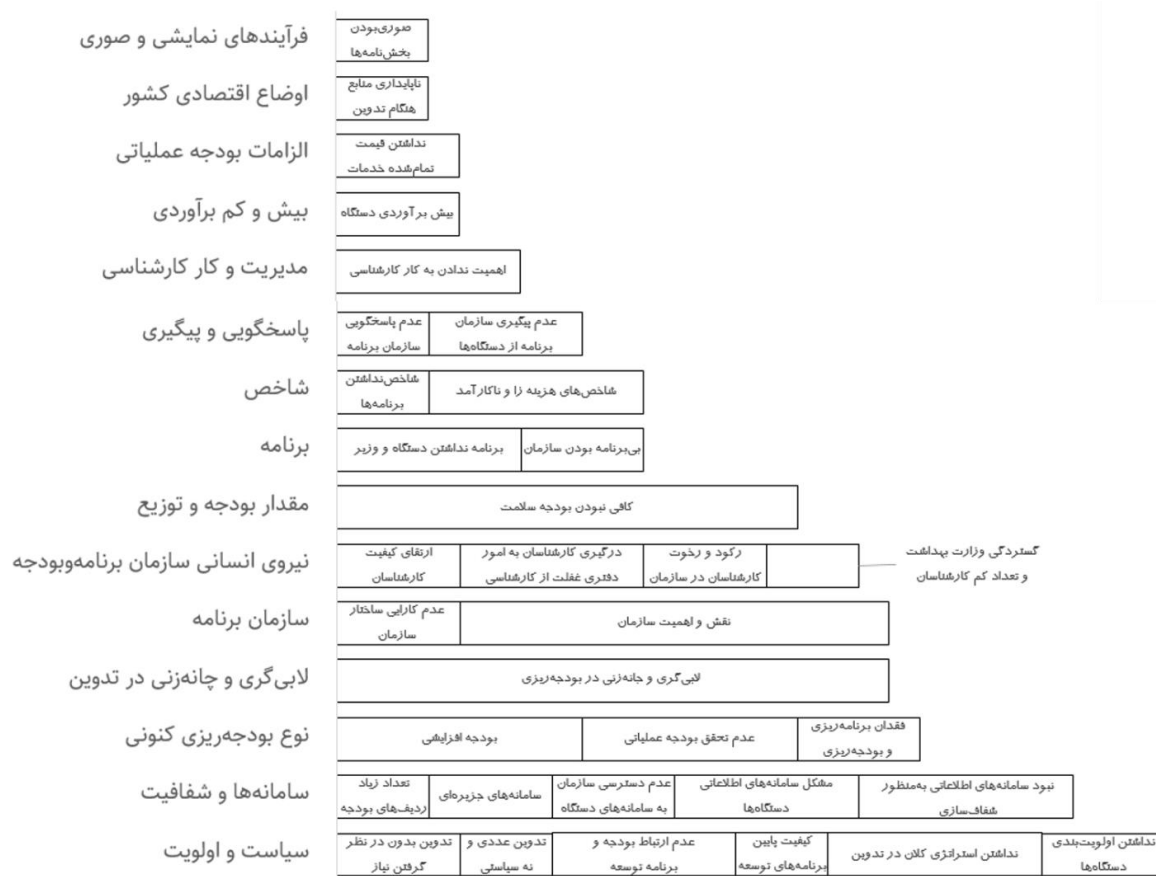 فرآیندهای نمایشی و صوری
صوری‌بودن
بخش‌نامه‌ها
اوضاع اقتصادی کشور
ناپایداری منابع
هنگام تدوین
الزامات بودجه عملیاتی
نداشتن قیمت
تمام‌شده خدمات
بیش و کم برآوردی
بیش برآوردی دستگاه
مدیریت و کار کارشناسی
اهمیت ندادن به کار کارشناسی
پاسخگویی و پیگیری
عدم پاسخگویی
سازمان برنامه
عدم پیگیری سازمان
برنامه از دستگاه‌ها
شاخص
شاخص‌نداشتن
برنامه‌ها
شاخص‌های هزینه زا و ناکارآمد
برنامه
برنامه نداشتن دستگاه و وزیر
بی‌برنامه بودن سازمان
مقدار بودجه و توزیع
کافی نبودن بودجه سلامت
نیروی انسانی سازمان برنامه‌وبودجه
ارتقای کیفیت
کارشناسان
درگیری کارشناسان به امور
دفتری غفلت از کارشناسی
رکود و رخوت
کارشناسان در سازمان
گستردگی وزارت بهداشت
و تعداد کم کارشناسان
سازمان برنامه
عدم کارایی ساختار
سازمان
نقش و اهمیت سازمان
لابی‌گری و چانه‌زنی در تدوین
لابی‌گری و چانه‌زنی در بودجه‌ریزی
نوع بودجه‌ریزی کنونی
بودجه افزایشی
عدم تحقق بودجه عملیاتی
فقدان برنامه‌ریزی
و بودجه‌ریزی
سامانه‌ها و شفافیت
تعداد زیاد
ردیف‌های بودجه
سامانه‌های جزیره‌ای
عدم دسترسی سازمان
به سامانه‌های دستگاه
مشکل سامانه‌های اطلاعاتی
دستگاه‌ها
نبود سامانه‌های اطلاعاتی به‌منظور
شفاف‌سازی
سیاست و اولویت
تدوین بدون در نظر
گرفتن نیاز
تدوین عددی و
نه سیاستی
عدم ارتباط بودجه و
برنامه توسعه
کیفیت پایین
برنامه‌های توسعه
نداشتن استراتژی کلان در تدوین
نداشتن اولویت‌بندی
دستگاه‌ها